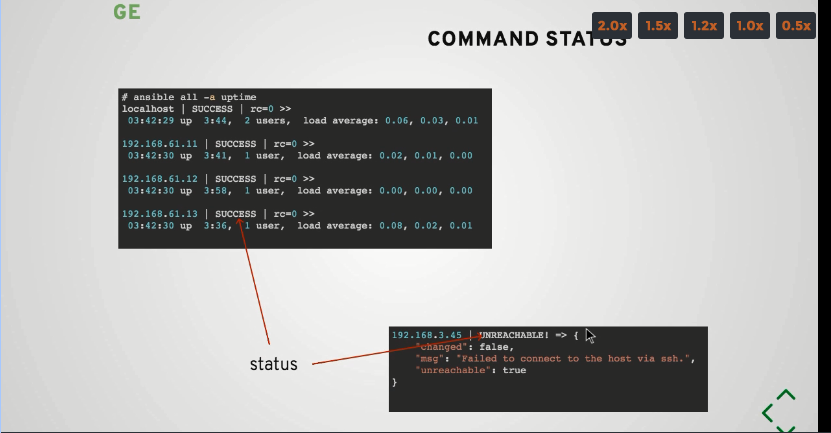 GE
2.0x 1.5x 1.2x 1.0x 0.5x
COMMAND STATUS
# ansible all -a uptime
localhost | SUCCESS | rc=0 >>
03:42:29 up 3:44, 2 users, load average: 0.06, 0.03, 0.01
192.168.61.11 | SUCCESS | rc=0 >>
03:42:30 up 3:41, 1 user, load average: 0.02, 0.01, 0.00
192.168.61.12 | SUCCESS | rc=0 >>
03:42:30 up 3:58, 1 user, load average: 0.00, 0.00, 0.00
192.168.61.13 | SUCCESS | rc=0 >>
03:42:30 up 3:36, 1 user, load average: 0.08, 0.02, 0.01
status
192.168.3.45 | UNREACHABLE! => {
"changed": false,
"msg": "Failed to connect to the host via ssh.",
"unreachable": true
}